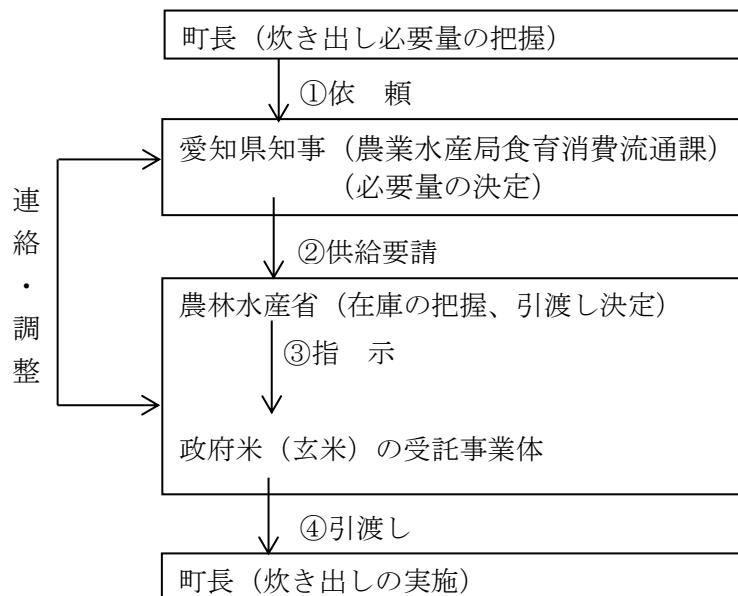 町長（炊き出し必要量の把握）
①依　頼
愛知県知事（農業水産局食育消費流通課）
（必要量の決定）
連絡・調整
②供給要請
農林水産省（在庫の把握、引渡し決定）
③指　示
政府米（玄米）の受託事業体
④引渡し
町長（炊き出しの実施）